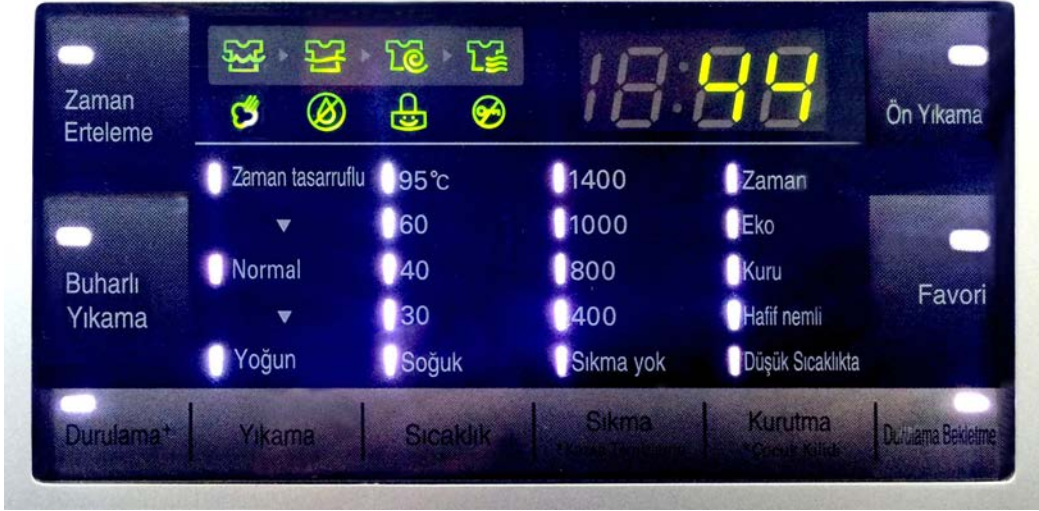 Zaman
Erteleme
44
Ön Yıkama
Zaman tasarruflu
95°c
1400
Zaman
60
1000
Eko
Buharlı
Yıkama
Normal
40
800
Kuru
Favori
30
400
Hafif nemli
Yoğun
Soğuk
Sıkma yok
Düşük Sıcaklıkta
Durulama+
Yıkama
Sıcaklık
Sıkma
Kurutma
Durulama Bekletme
*Çocuk Kilidi